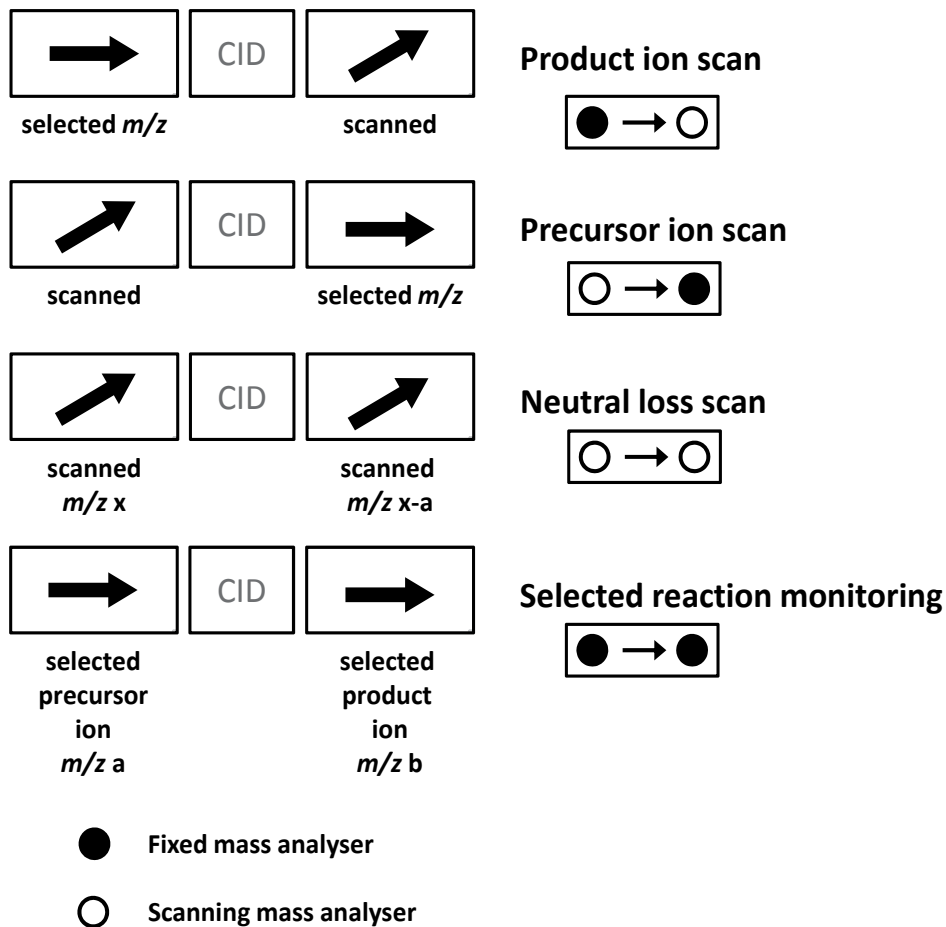 CID
Product ion scan
selected m/z
scanned
CID
Precursor ion scan
scanned
selected m/z
CID
Neutral loss scan
scanned
m/z x
scanned
m/z x-a
CID
Selected reaction monitoring
selected
precursor
ion
m/z a
selected
product
ion
m/z b
Fixed mass analyser
Scanning mass analyser